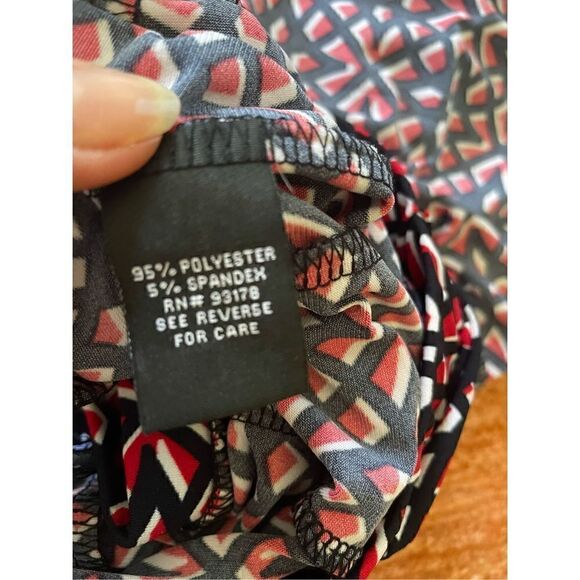 95% POLYESTER
5% SPANDEX
RN# 93178
SEE REVERSE
FOR CARE